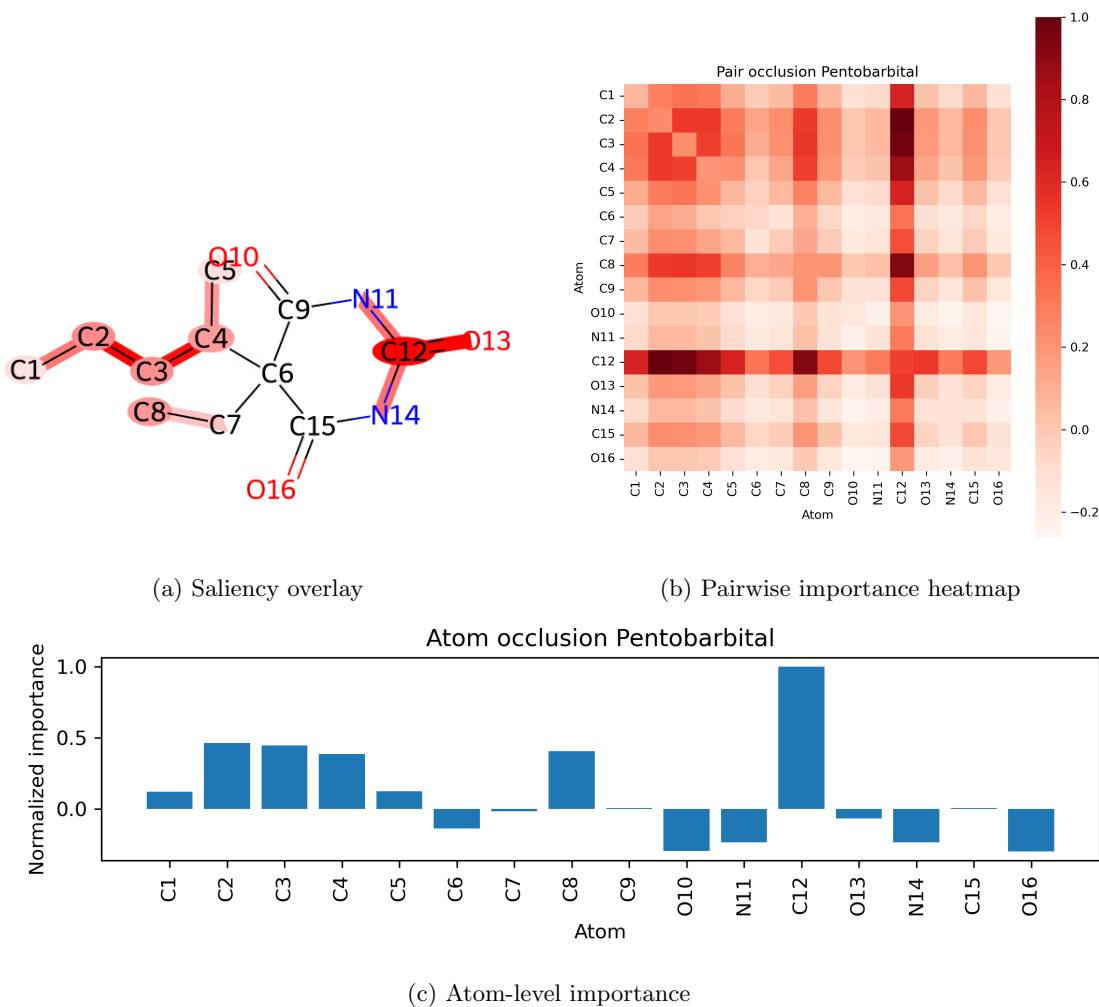 O10
C5
N11
C9
C2
C4
O13
C12
C1
C3
C6
C8
C7
C15
N14
O16
(a) Saliency overlay
Pair occlusion Pentobarbital
C1
C2
C3
C4
C5
C6
C7
C8
C9
O10
N11
C12
O13
N14
C15
O16
Atom
C1 C2 C3 C4 C5 C6 C7 C8 C9 O10 N11 C12 O13 N14 C15 O16
Atom
1.0
0.8
0.6
0.4
0.2
0.0
−0.2
(b) Pairwise importance heatmap
Atom occlusion Pentobarbital
Normalized importance
1.0
0.5
0.0
C1 C2 C3 C4 C5 C6 C7 C8 C9 O10 N11 C12 O13 N14 C15 O16
Atom
(c) Atom-level importance